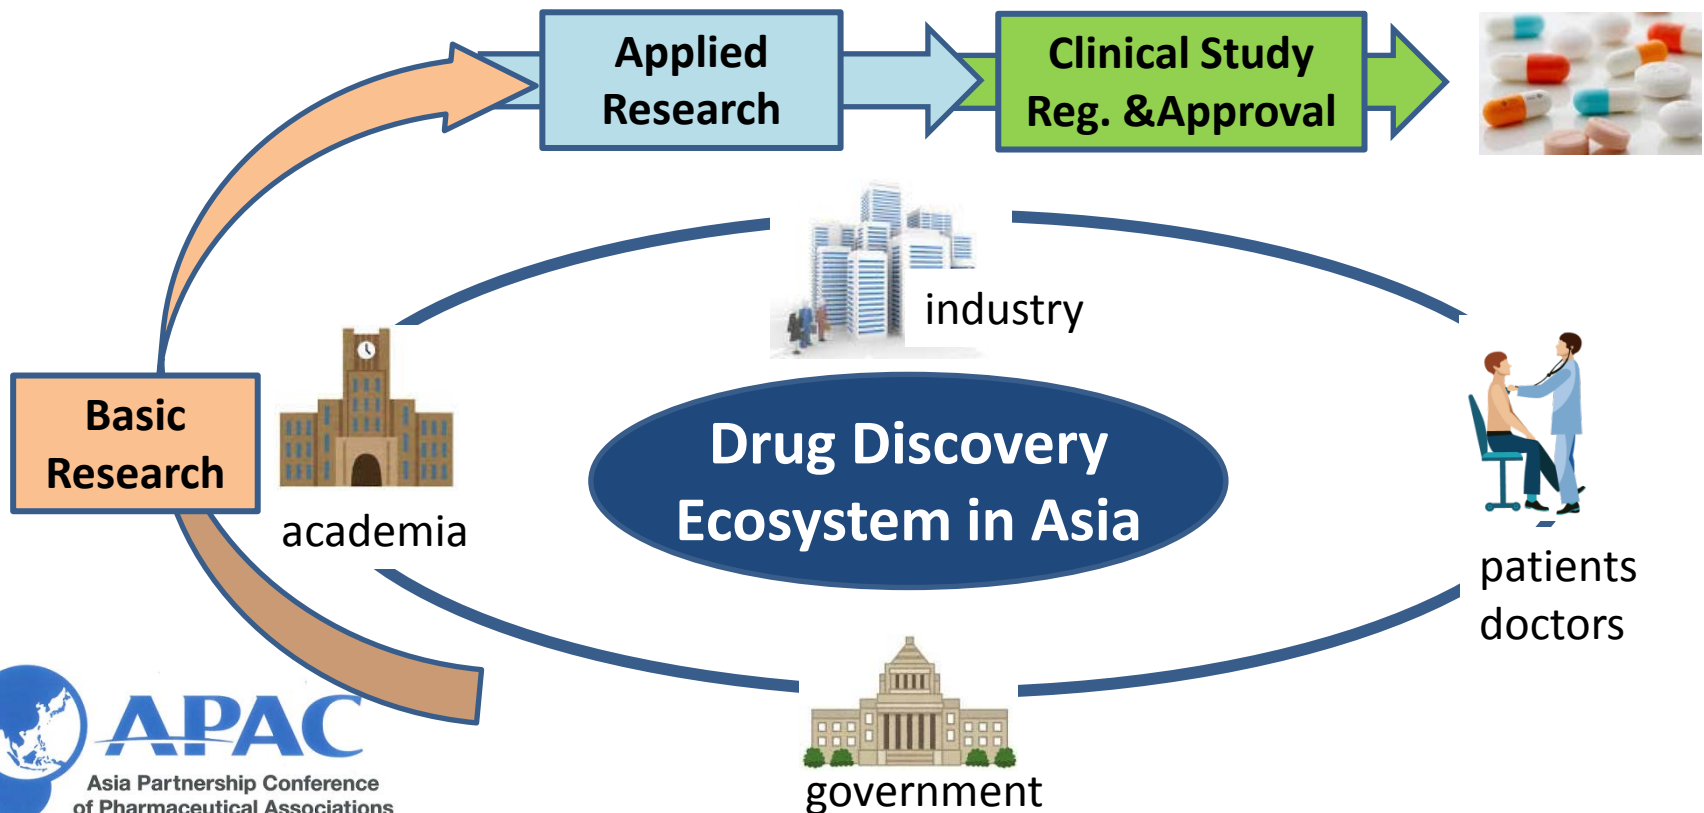 Applied
Research
Clinical Study
Reg. &Approval
industry
Basic
Research
academia
Drug Discovery
Ecosystem in Asia
patients
doctors
government
APAC
Asia Partnership Conference
of Pharmaceutical Associations